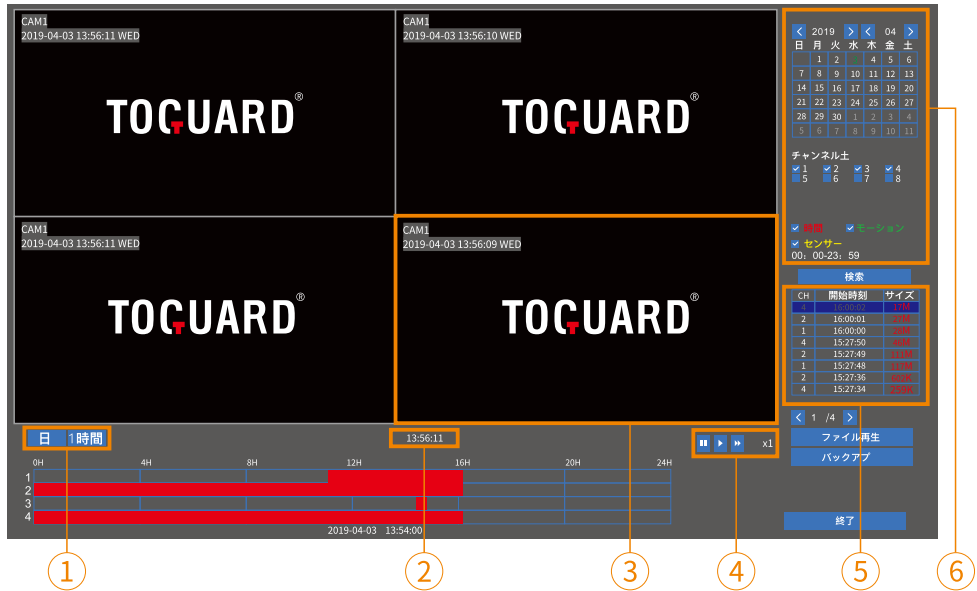 CAM1
2019-04-03 13:56:11 WED
TOGUARD®
CAM1
2019-04-03 13:56:10 WED
TOGUARD®
CAM1
2019-04-03 13:56:11 WED
TOGUARD®
CAM1
2019-04-03 13:56:09 WED
TOGUARD®
< 2019 > < 04 >
日 月 火 水 木 金 土
1 2 3 4 5 6
7 8 9 10 11 12 13
14 15 16 17 18 19 20
21 22 23 24 25 26 27
28 29 30 1 2 3 4
5 6 7 8 9 10 11
チャンネル土
1 2 3 4
5 6 7 8
時間 モーション
センサー
00: 00-23: 59
検索
CH 開始時刻 サイズ
4 16:00:02 17M
2 16:00:01 27M
1 16:00:00 28M
4 15:27:50
2 15:27:49 111M
1 15:27:48
2 15:27:36
4 15:27:34
< 1 /4 >
ファイル再生
バックアプ
終了
日 1時間
13:56:11
x1
0H 4H 8H 12H 16H 20H 24H
1
2
3
4
2019-04-03 13:54:00
1 2 3 4 5 6